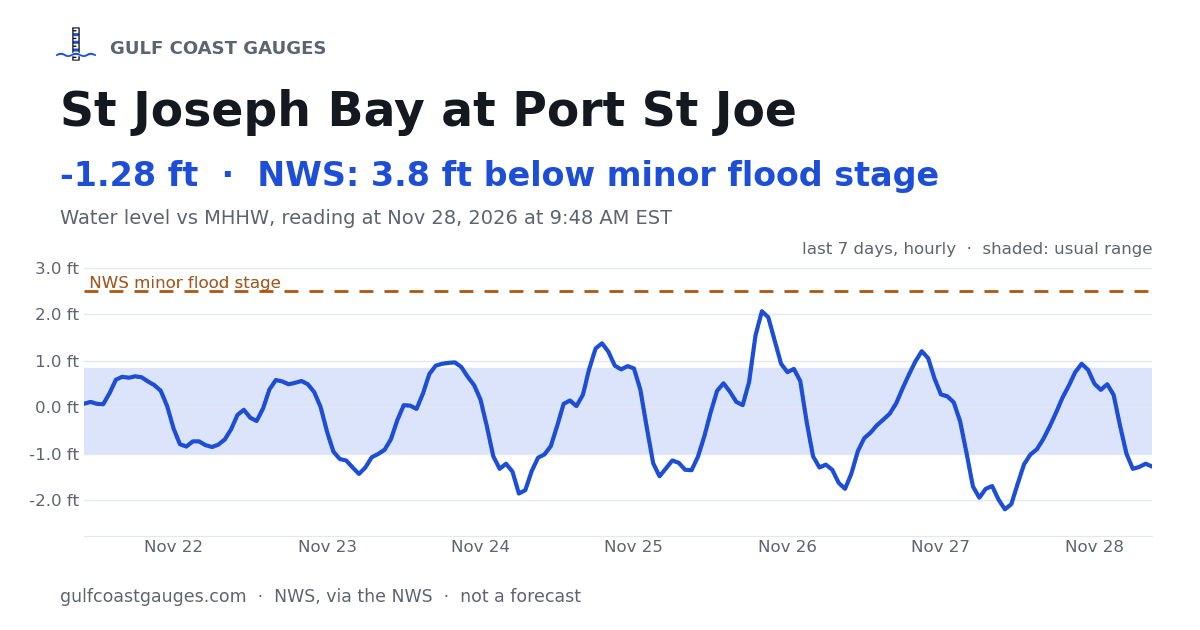 GULF COAST GAUGES
St Joseph Bay at Port St Joe
-1.28 ft · NWS: 3.8 ft below minor flood stage
Water level vs MHHW, reading at Nov 28, 2026 at 9:48 AM EST
last 7 days, hourly · shaded: usual range
3.0 ft
NWS minor flood stage
2.0 ft
1.0 ft
0.0 ft
-1.0 ft
-2.0 ft
Nov 22 Nov 23 Nov 24 Nov 25 Nov 26 Nov 27 Nov 28
gulfcoastgauges.com · NWS, via the NWS · not a forecast